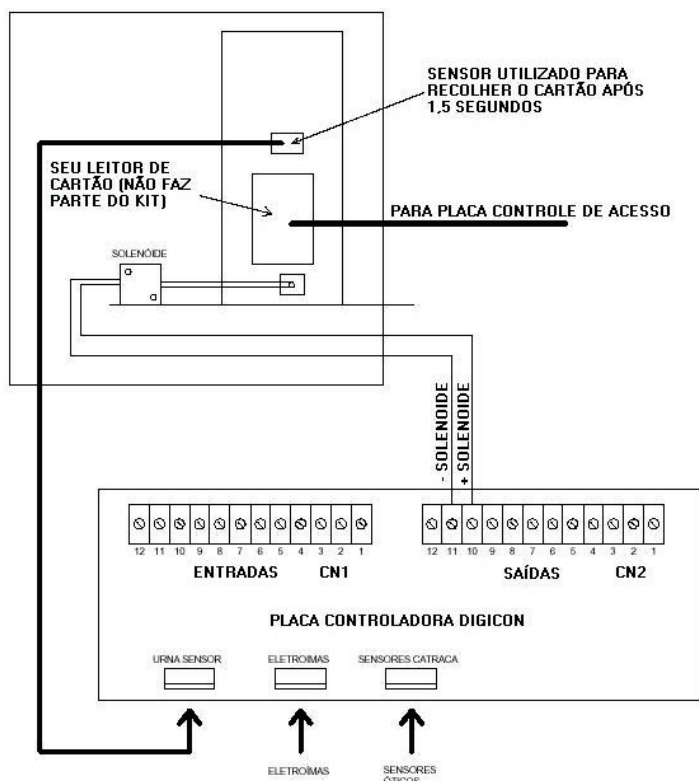 SENSOR UTILIZADO PARA
RECOLHER O CARTÃO APÓS
1,5 SEGUNDOS
SEU LEITOR DE
CARTÃO (NÃO FAZ
PARTE DO KIT)
PARA PLACA CONTROLE DE ACESSO
SOLENÓIDE
- SOLENOIDE
+ SOLENOIDE
12 11 10 9 8 7 6 5 4 3 2 1
12 11 10 9 8 7 6 5 4 3 2 1
ENTRADAS CN1
SAÍDAS CN2
PLACA CONTROLADORA DIGICON
URNA SENSOR
ELETROIMAS
SENSORES CATRACA
ELETROÍMAS
SENSORES
ÓTICOS